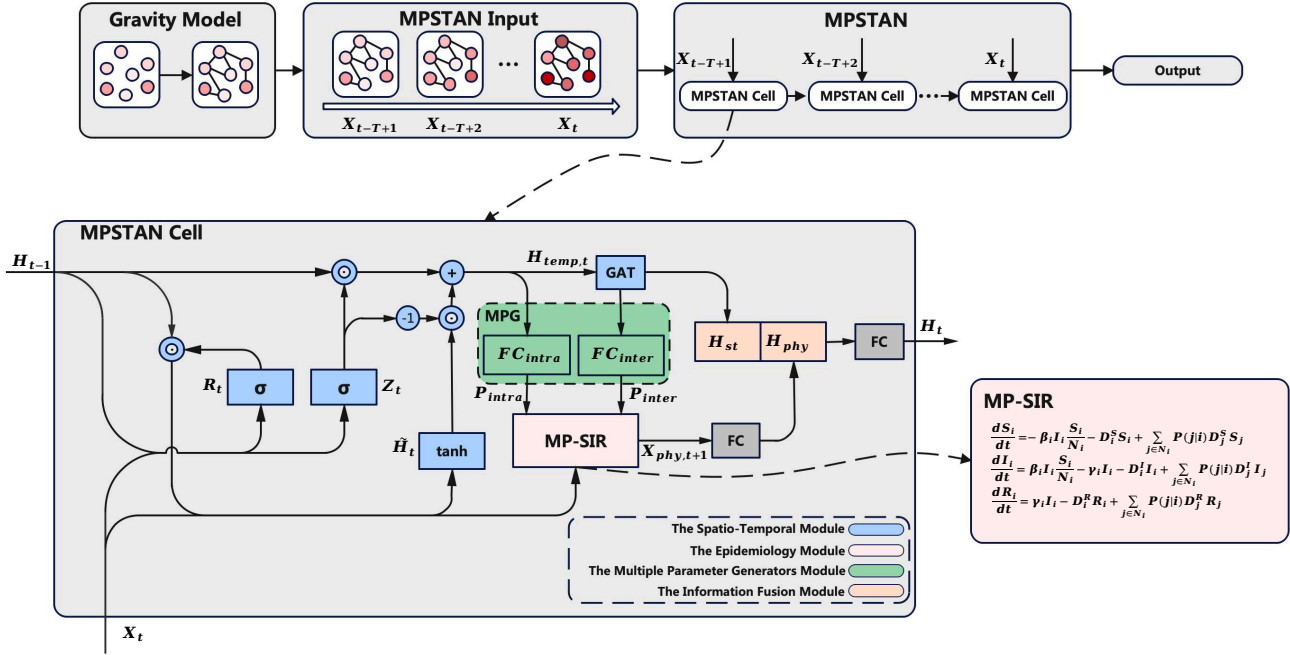 Gravity Model
MPSTAN Input
X_{t-T+1}
X_{t-T+2}
...
X_t
MPSTAN
X_{t-T+1}
X_{t-T+2}
X_t
MPSTAN Cell
MPSTAN Cell
....
MPSTAN Cell
Output
MPSTAN Cell
H_{t-1}
⊙
+
H_{temp,t}
GAT
-1
⊙
MPG
FC_{intra}
FC_{inter}
H_{st}
H_{phy}
FC
H_t
⊙
R_t
σ
σ
Z_t
P_{intra}
P_{inter}
H̃_t
tanh
MP-SIR
X_{phy,t+1}
FC
The Spatio-Temporal Module
The Epidemiology Module
The Multiple Parameter Generators Module
The Information Fusion Module
X_t
MP-SIR
dS_i/dt = - β_i I_i S_i/N_i - D_i^S S_i + ∑_{j∈N_i} P(j|i) D_j^S S_j
dI_i/dt = β_i I_i S_i/N_i - γ_i I_i - D_i^I I_i + ∑_{j∈N_i} P(j|i) D_j^I I_j
dR_i/dt = γ_i I_i - D_i^R R_i + ∑_{j∈N_i} P(j|i) D_j^R R_j